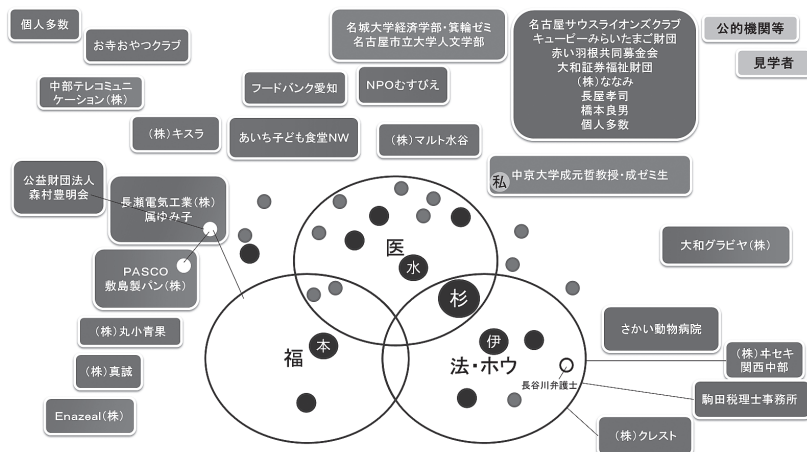 個人多数
お寺おやつクラブ
名城大学経済学部・箕輪ゼミ
名古屋市立大学人文学部
名古屋サウスライオンズクラブ
キューピーみらいたまご財団
赤い羽根共同募金会
大和証券福祉財団
(株)ななみ
長屋孝司
橋本良男
個人多数
公的機関等
見学者
中部テレコミュニ
ケーション(株)
フードバンク愛知
NPOむすびえ
(株)キスラ
あいち子ども食堂NW
(株)マルト水谷
公益財団法人
森村豊明会
長瀬電気工業(株)
属ゆみ子
私
中京大学成元哲教授・成ゼミ生
PASCO
敷島製パン(株)
大和グラビヤ(株)
医
水
杉
(株)丸小青果
福
本
伊
法・ホウ
長谷川弁護士
さかい動物病院
(株)真誠
(株)ヰセキ
関西中部
Enazeal(株)
駒田税理士事務所
(株)クレスト